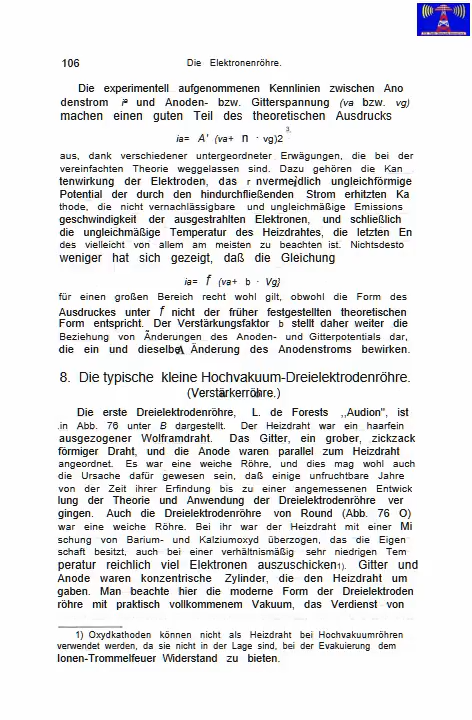 106
Die Elektronenröhre.
Die experimentell aufgenommenen Kennlinien zwischen Ano
denstrom iª und Anoden- bzw. Gitterspannung (va bzw. vg)
machen einen guten Teil des theoretischen Ausdrucks
ia= A' (va+ n · vg)2 3,
aus, dank verschiedener untergeordneter Erwägungen, die bei der
vereinfachten Theorie weggelassen sind. Dazu gehören die Kan
tenwirkung der Elektroden, das r nvermejdlich ungleichförmige
Potential der durch den hindurchfließenden Strom erhitzten Ka
thode, die nicht vernachlässigbare und ungleichmäßige Emissions
geschwindigkeit der ausgestrahlten Elektronen, und schließlich
die ungleichmäßige Temperatur des Heizdrahtes, die letzten En
des vielleicht von allem am meisten zu beachten ist. Nichtsdesto
weniger hat sich gezeigt, daß die Gleichung
ia= f (va+ b · Vg)
für einen großen Bereich recht wohl gilt, obwohl die Form des
Ausdruckes unter f nicht der früher festgestellten theoretischen
Form entspricht. Der Verstärkungsfaktor b stellt daher weiter die
Beziehung von Änderungen des Anoden- und Gitterpotentials dar,
die ein und dieselbe Änderung des Anodenstroms bewirken.
8. Die typische kleine Hochvakuum-Dreielektrodenröhre.
(Verstärkerröhre.)
Die erste Dreielektrodenröhre, L. de Forests ,,Audion", ist
.in Abb. 76 unter B dargestellt. Der Heizdraht war ein haarfein
ausgezogener Wolframdraht. Das Gitter, ein grober, zickzack
förmiger Draht, und die Anode waren parallel zum Heizdraht
angeordnet. Es war eine weiche Röhre, und dies mag wohl auch
die Ursache dafür gewesen sein, daß einige unfruchtbare Jahre
von der Zeit ihrer Erfindung bis zu einer angemessenen Entwick
lung der Theorie und Anwendung der Dreielektrodenröhre ver
gingen. Auch die Dreielektrodenröhre von Round (Abb. 76 O)
war eine weiche Röhre. Bei ihr war der Heizdraht mit einer Mi
schung von Barium- und Kalziumoxyd überzogen, das die Eigen
schaft besitzt, auch bei einer verhältnismäßig sehr niedrigen Tem
peratur reichlich viel Elektronen auszuschicken1). Gitter und
Anode waren konzentrische Zylinder, die den Heizdraht um
gaben. Man beachte hier die moderne Form der Dreielektroden
röhre mit praktisch vollkommenem Vakuum, das Verdienst von
1) Oxydkathoden können nicht als Heizdraht bei Hochvakuumröhren
verwendet werden, da sie nicht in der Lage sind, bei der Evakuierung dem
Ionen-Trommelfeuer Widerstand zu bieten.